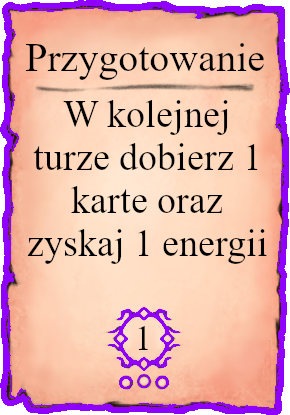 Przygotowanie
W kolejnej
turze dobierz 1
karte oraz
zyskaj 1 energii
1